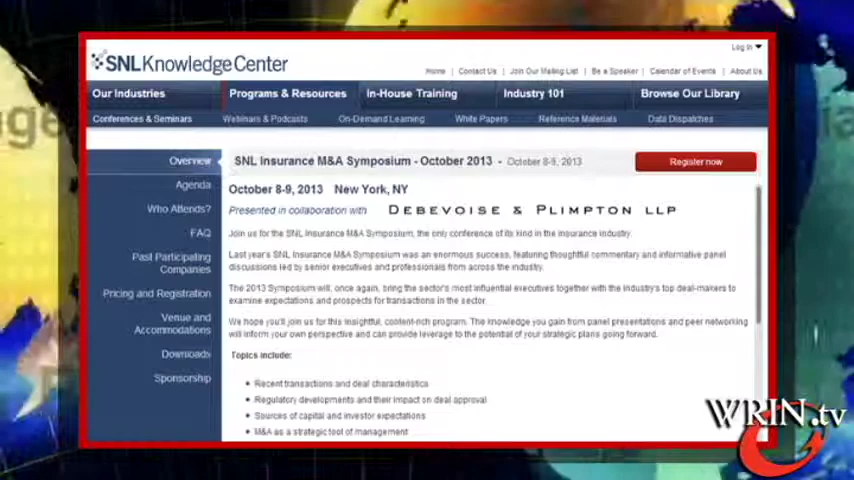 Log In
SNL Knowledge Center
Home | Contact Us | Join Our Mailing List | Be a Speaker | Calendar of Events | About Us
Our Industries
Programs & Resources
In-House Training
Industry 101
Browse Our Library
Conferences & Seminars
Webinars & Podcasts
On-Demand Learning
White Papers
Reference Materials
Data Dispatches
Overview
Agenda
Who Attends?
FAQ
Past Participating
Companies
Pricing and Registration
Venue and
Accommodations
Downloads
Sponsorship
SNL Insurance M&A Symposium - October 2013 - October 8-9, 2013
Register now
October 8-9, 2013 New York, NY
Presented in collaboration with DEBEVOISE & PLIMPTON LLP
Join us for the SNL Insurance M&A Symposium, the only conference of its kind in the insurance industry.
Last year's SNL Insurance M&A Symposium was an enormous success, featuring thoughtful commentary and informative panel
discussions led by senior executives and professionals from across the industry.
The 2013 Symposium will, once again, bring the sector's most influential executives together with the industry's top deal-makers to
examine expectations and prospects for transactions in the sector.
We hope you'll join us for this insightful, content-rich program. The knowledge you gain from panel presentations and peer networking
will inform your own perspective and can provide leverage to the potential of your strategic plans going forward.
Topics include:
• Recent transactions and deal characteristics
• Regulatory developments and their impact on deal approval
• Sources of capital and investor expectations
• M&A as a strategic tool of management
WRIN.tv